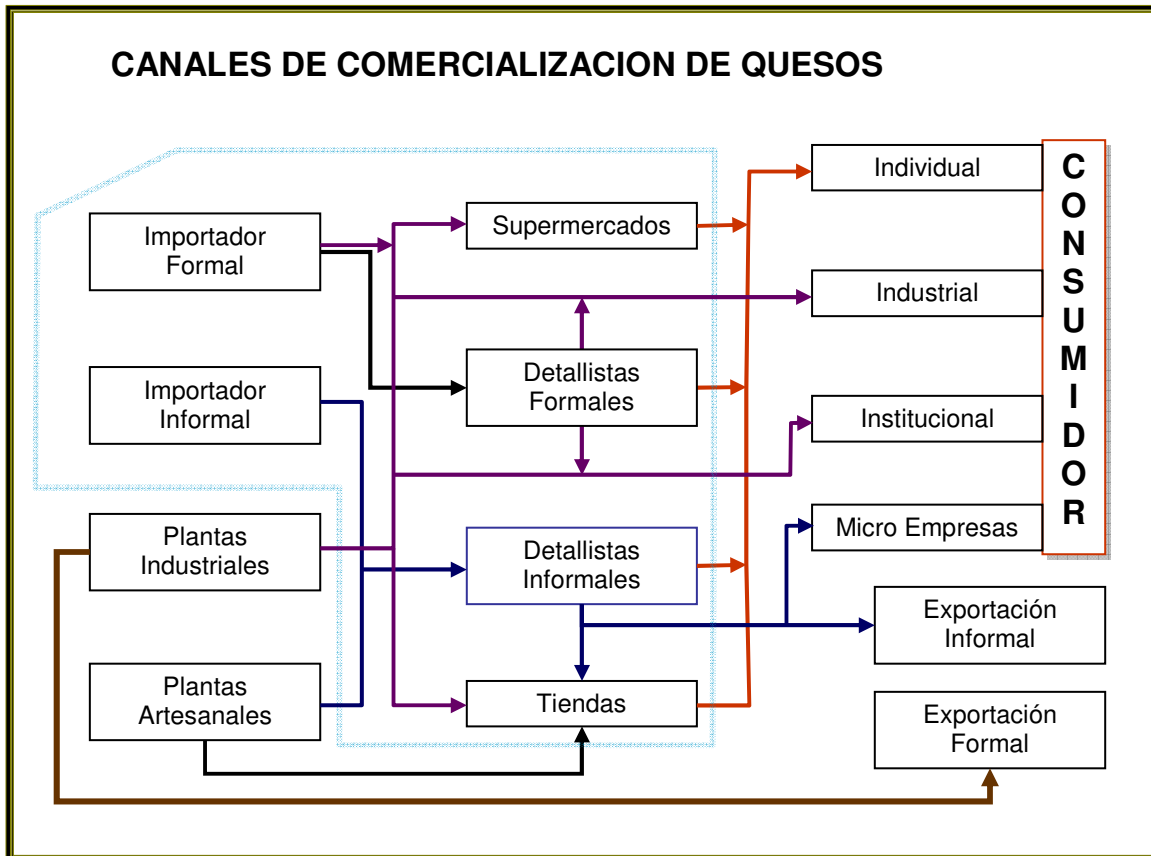 CANALES DE COMERCIALIZACION DE QUESOS
Importador
Formal
Importador
Informal
Plantas
Industriales
Plantas
Artesanales
Supermercados
Detallistas
Formales
Detallistas
Informales
Tiendas
Individual
Industrial
Institucional
Micro Empresas
C
O
N
S
U
M
I
D
O
R
Exportación
Informal
Exportación
Formal